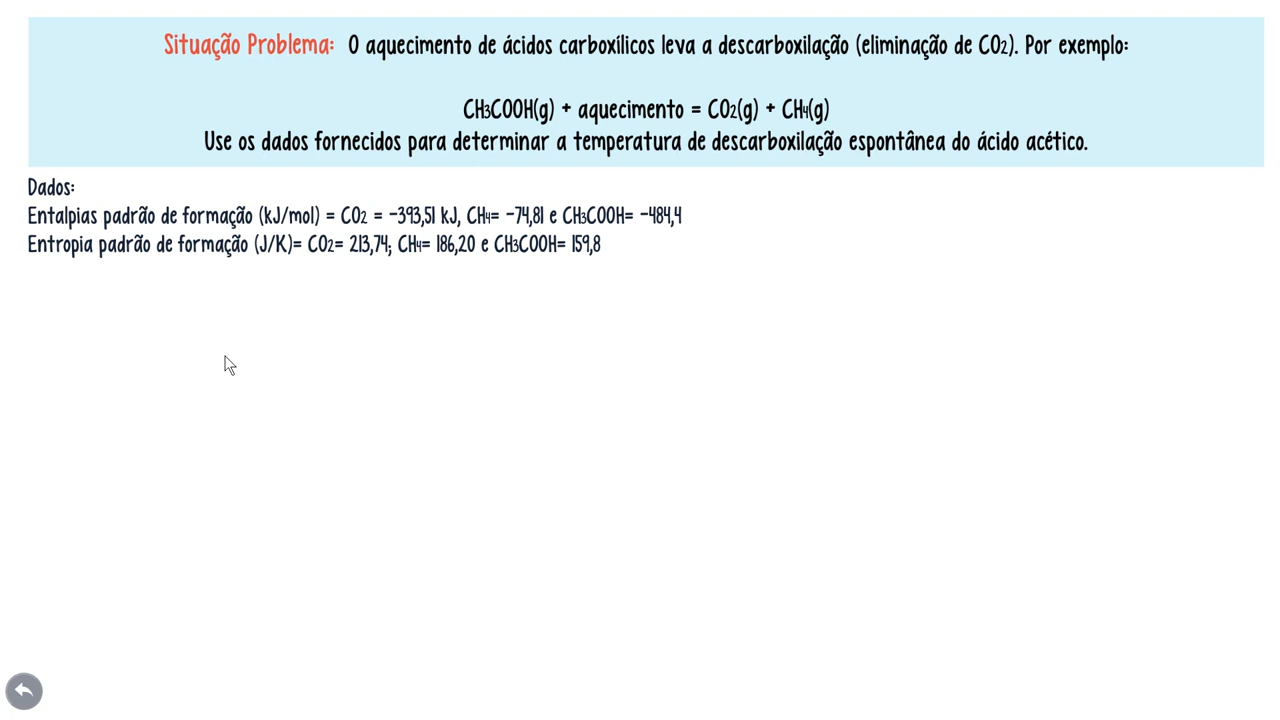 Situação Problema: O aquecimento de ácidos carboxílicos leva a descarboxilação (eliminação de CO2). Por exemplo:
CH3COOH(g) + aquecimento = CO2(g) + CH4(g)
Use os dados fornecidos para determinar a temperatura de descarboxilação espontânea do ácido acético.
Dados:
Entalpias padrão de formação (kJ/mol) = CO2 = -393,51 kJ, CH4= -74,81 e CH3COOH= -484,4
Entropia padrão de formação (J/K)= CO2= 213,74; CH4= 186,20 e CH3COOH= 159,8